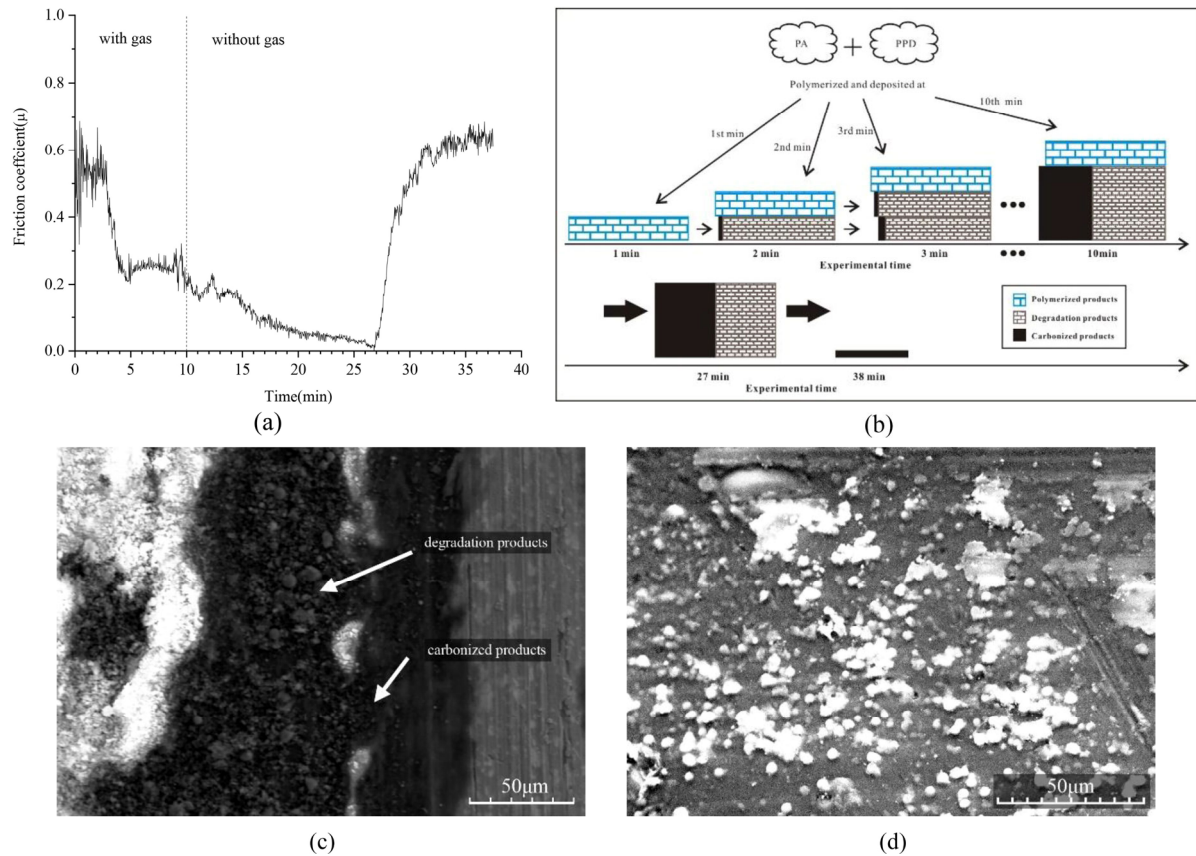 with gas
without gas
1.0
0.8
0.6
0.4
0.2
0.0
Friction coeffcient(μ)
0
5
10
15
20
25
30
35
40
Time(min)
(a)
PA
+
PPD
Polymerized and deposited at
1st min
2nd min
3rd min
10th min
1 min
2 min
3 min
10min
Experimental time
Polymerized products
Degradation products
Carbonized products
27 min
38 min
Experimental time
(b)
degradation products
carbonized products
50μm
(c)
50μm
(d)